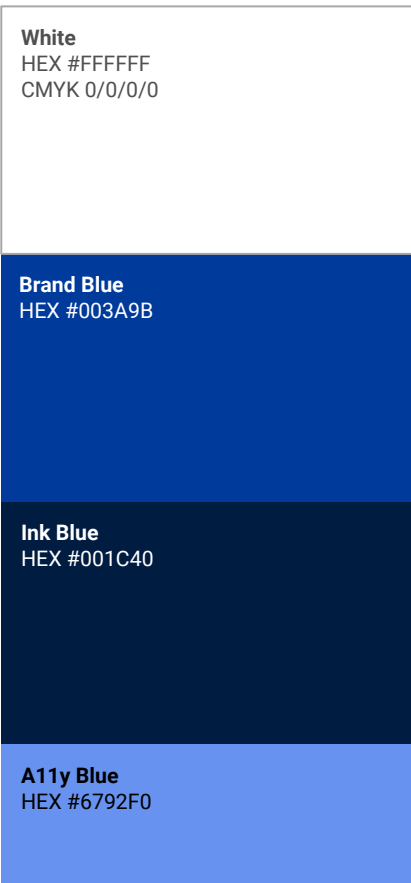 White
HEX #FFFFFF
CMYK 0/0/0/0
Brand Blue
HEX #003A9B
Ink Blue
HEX #001C40
A11y Blue
HEX #6792F0